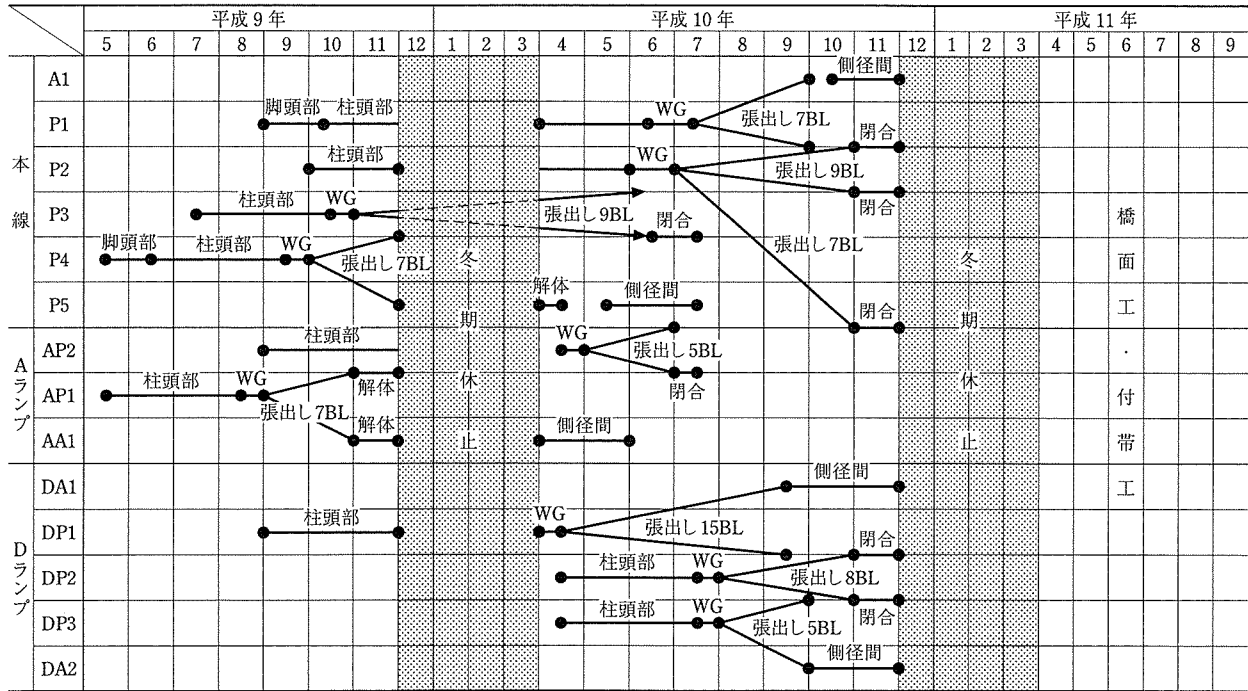 平成9年 平成10年 平成11年
5 6 7 8 9 10 11 12 1 2 3 4 5 6 7 8 9 10 11 12 1 2 3 4 5 6 7 8 9
本線
A1 側径間
P1 脚頭部 柱頭部 WG 張出し7BL 閉合
P2 柱頭部 WG 張出し9BL
P3 柱頭部 WG 張出し9BL 閉合 閉合
P4 脚頭部 柱頭部 WG 張出し7BL 張出し7BL
P5 解体 側径間 閉合
Aランプ
AP2 柱頭部 WG 張出し5BL
AP1 柱頭部 WG 張出し7BL 解体 閉合
AA1 解体 側径間
Dランプ
DA1 側径間
DP1 柱頭部 WG 張出し15BL 閉合
DP2 柱頭部 WG 張出し8BL
DP3 柱頭部 WG 張出し5BL 閉合
DA2 側径間
冬期休止
冬期休止
橋面工・付帯工